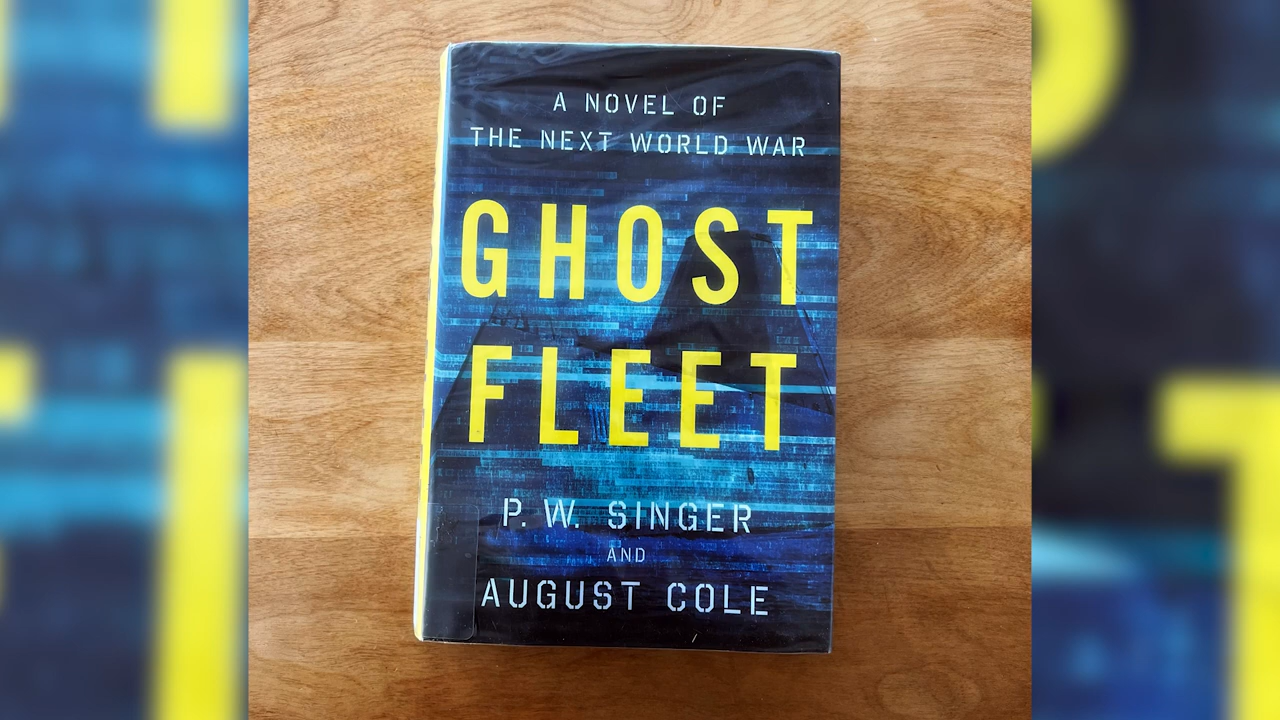 A NOVEL OF
THE NEXT WORLD WAR
GHOST
FLEET
P. W. SINGER
AND
AUGUST COLE